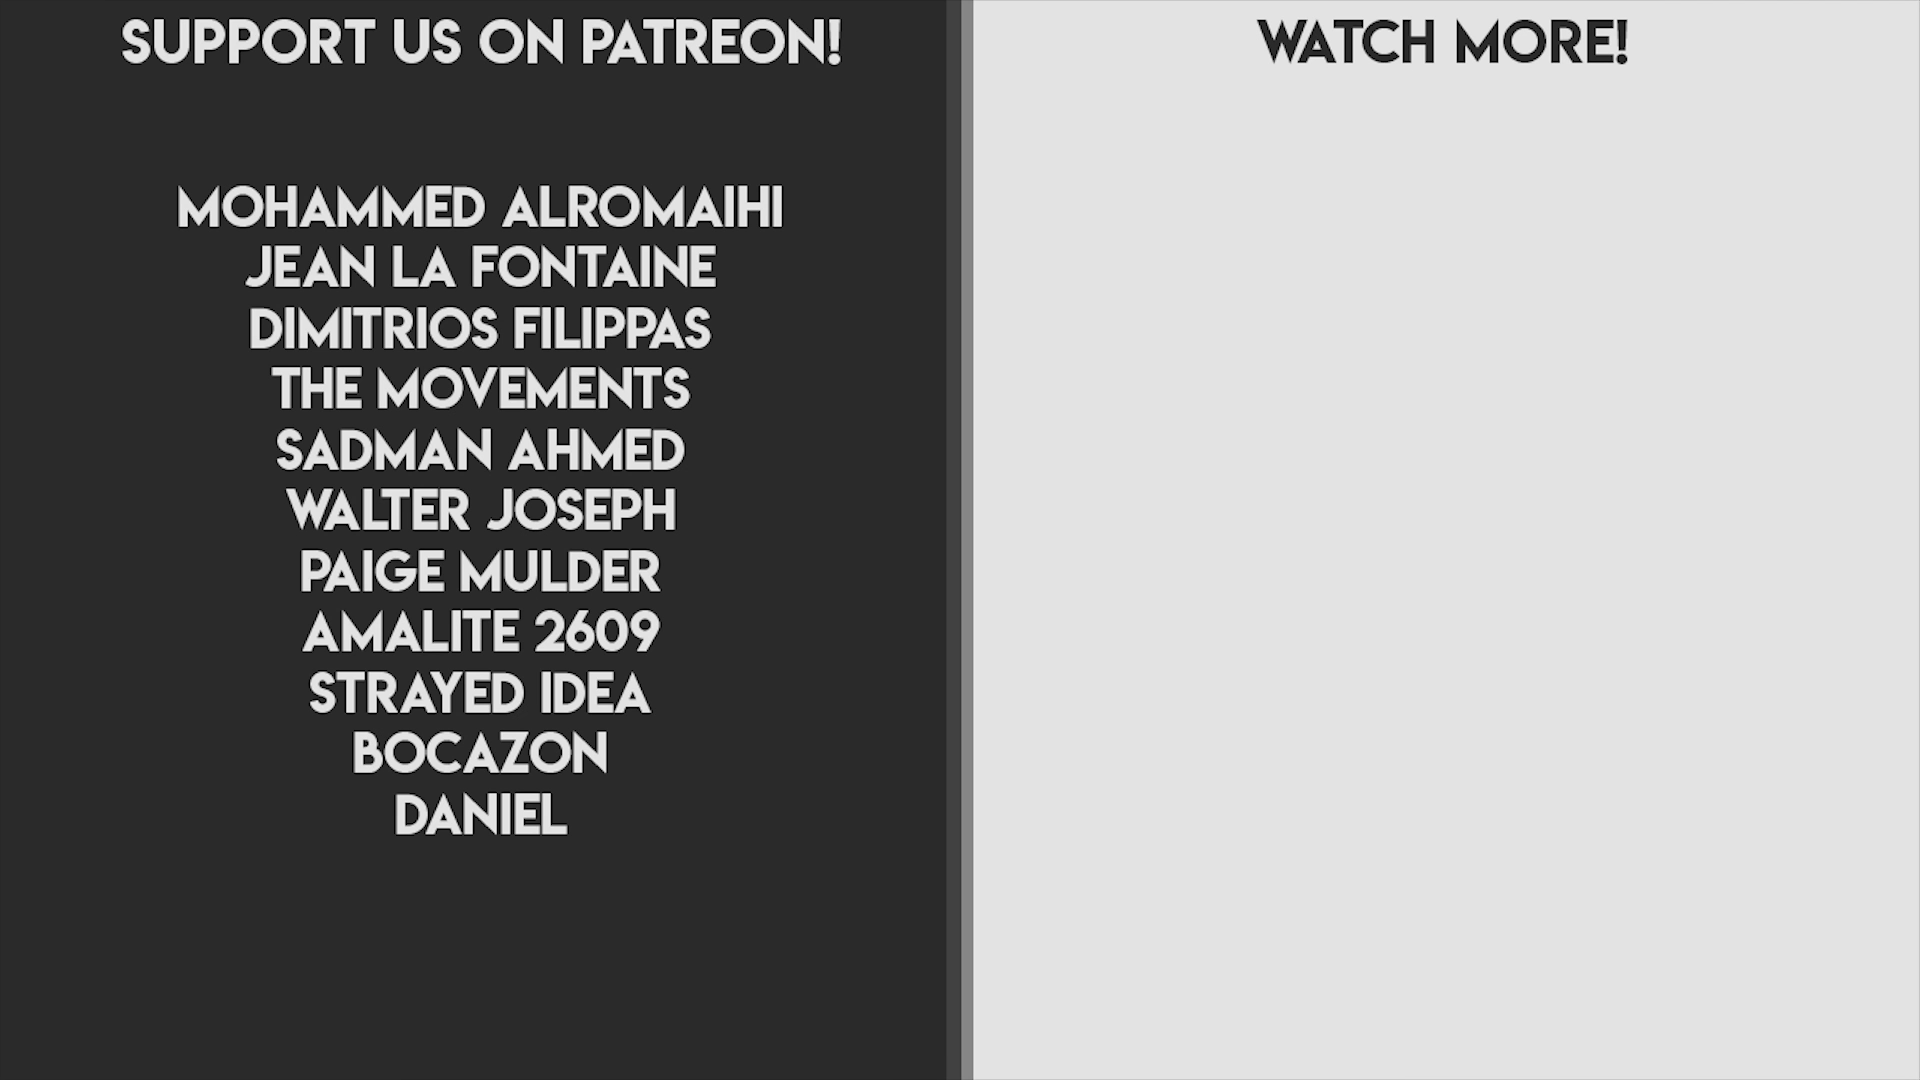 SUPPORT US ON PATREON!
MOHAMMED ALROMAIHI
JEAN LA FONTAINE
DIMITRIOS FILIPPAS
THE MOVEMENTS
SADMAN AHMED
WALTER JOSEPH
PAIGE MULDER
AMALITE 2609
STRAYED IDEA
BOCAZON
DANIEL
WATCH MORE!